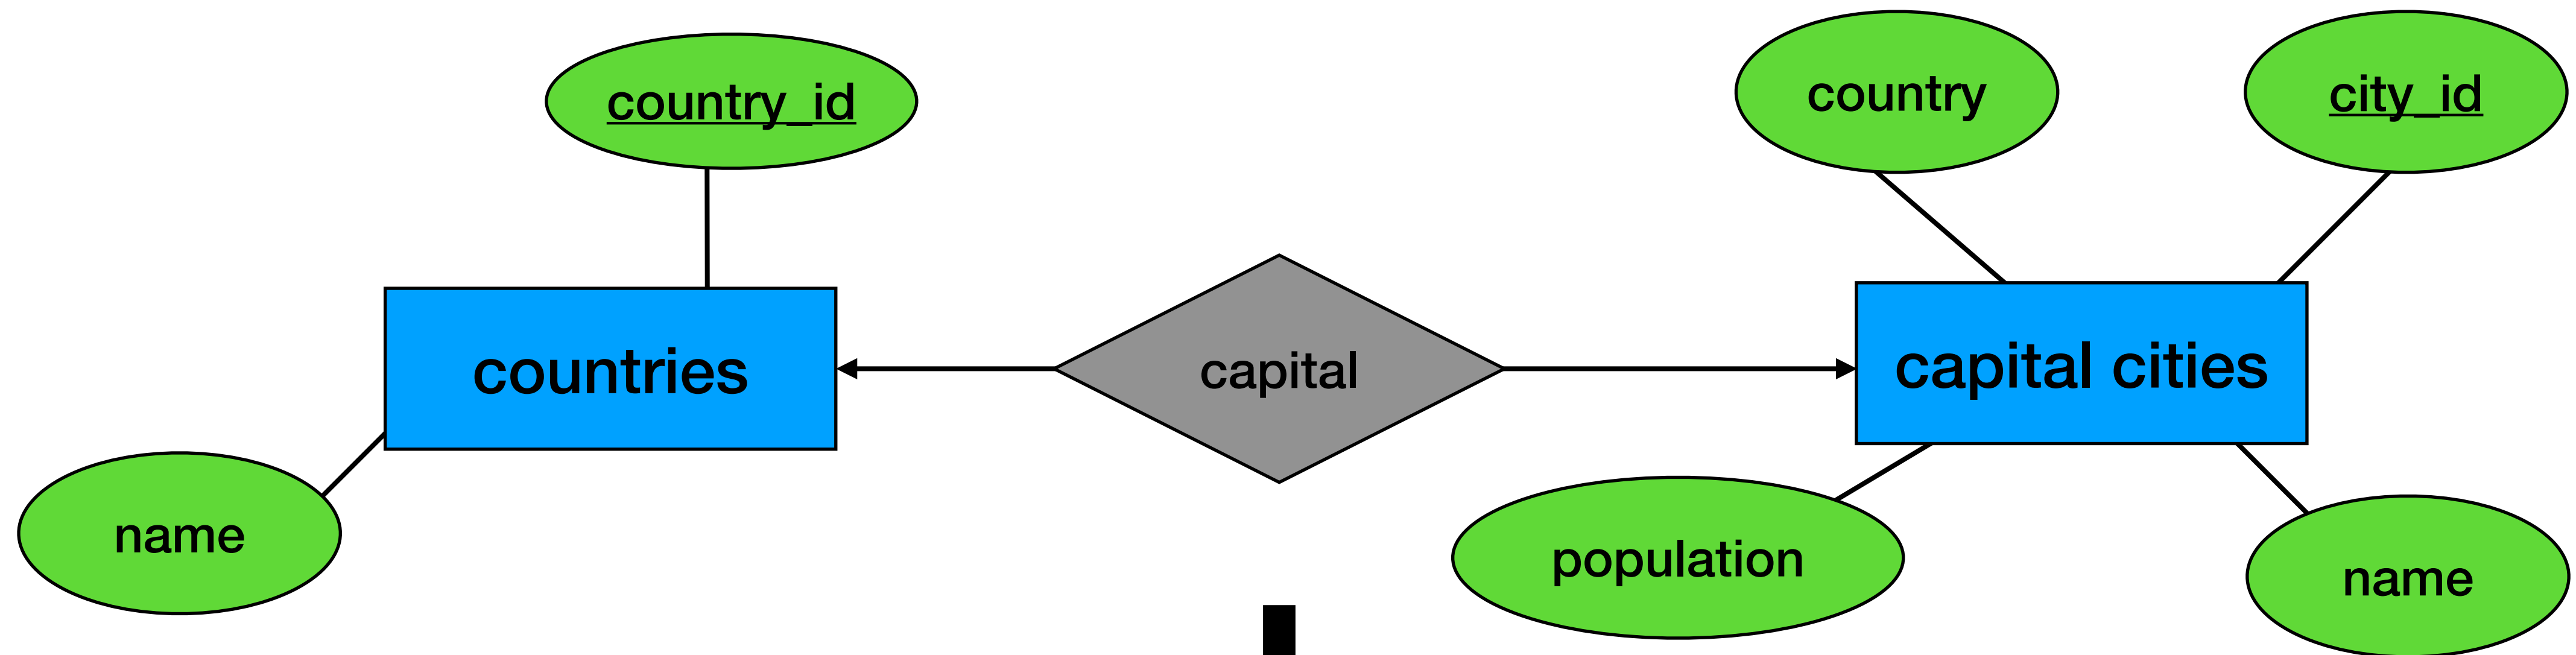 country_id
country
city_id
countries
capital
capital cities
name
population
name